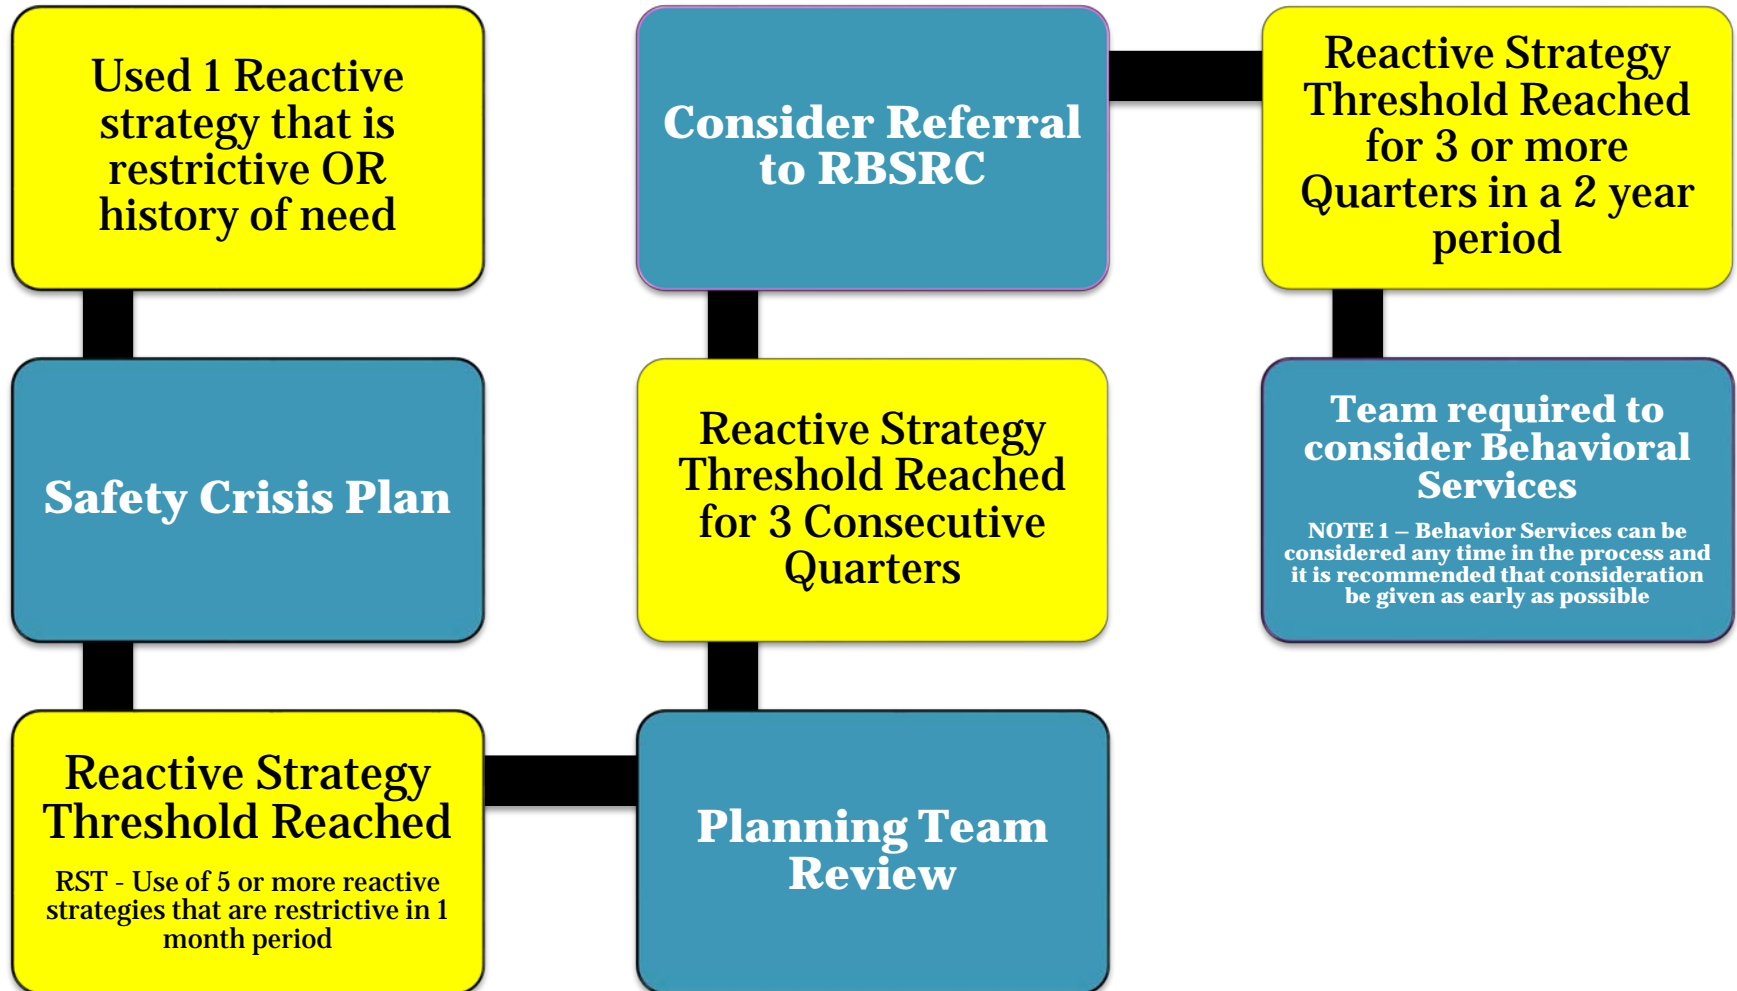 Used 1 Reactive
strategy that is
restrictive OR
history of need
Safety Crisis Plan
Reactive Strategy
Threshold Reached
RST - Use of 5 or more reactive
strategies that are restrictive in 1
month period
Planning Team
Review
Reactive Strategy
Threshold Reached
for 3 Consecutive
Quarters
Consider Referral
to RBSRC
Reactive Strategy
Threshold Reached
for 3 or more
Quarters in a 2 year
period
Team required to
consider Behavioral
Services
NOTE 1 – Behavior Services can be
considered any time in the process and
it is recommended that consideration
be given as early as possible